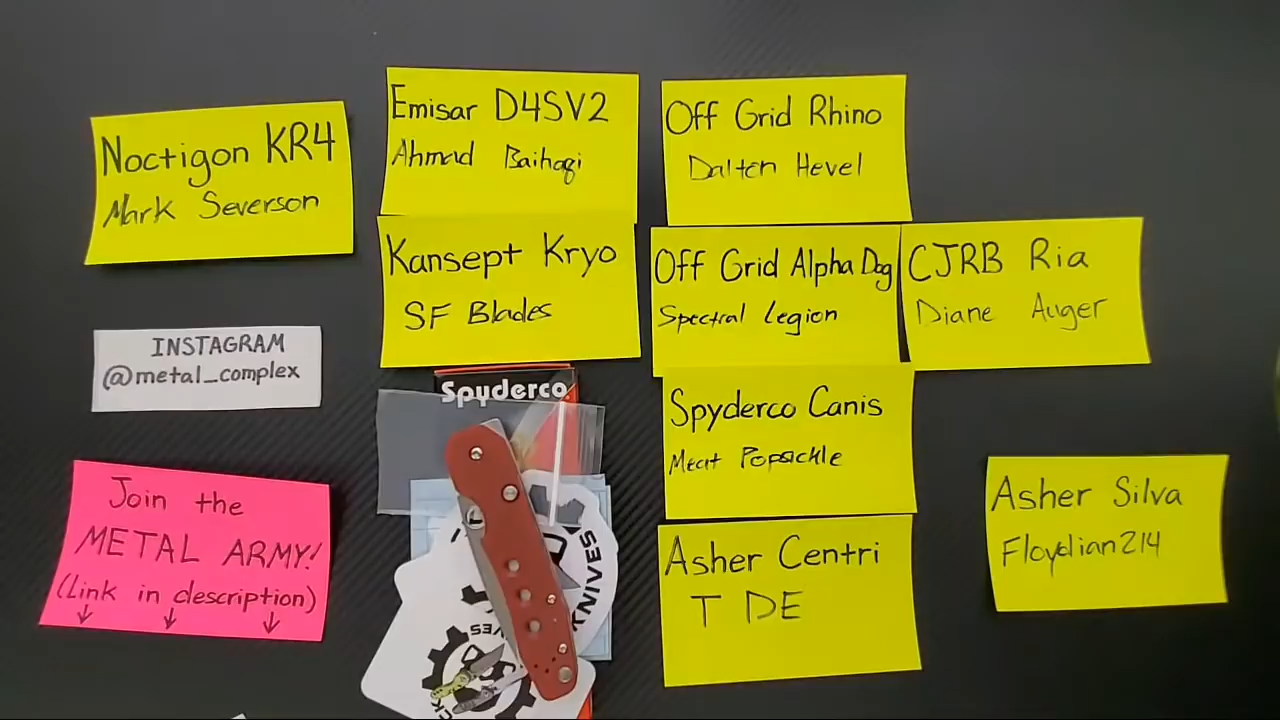 Noctigon KR4
Mark Severson
Emisar D4SV2
Ahmad Baihaqi
Off Grid Rhino
Dalton Hevel
Kansept Kryo
SF Blades
Off Grid Alpha Dog
Spectral Legion
CJRB Ria
Diane Auger
INSTAGRAM
@metal_complex
Spyderco
Spyderco Canis
Meat Popsickle
Join the
METAL ARMY!
(Link in description)
Asher Silva
Floydian214
Asher Centri
T DE
KNIVES